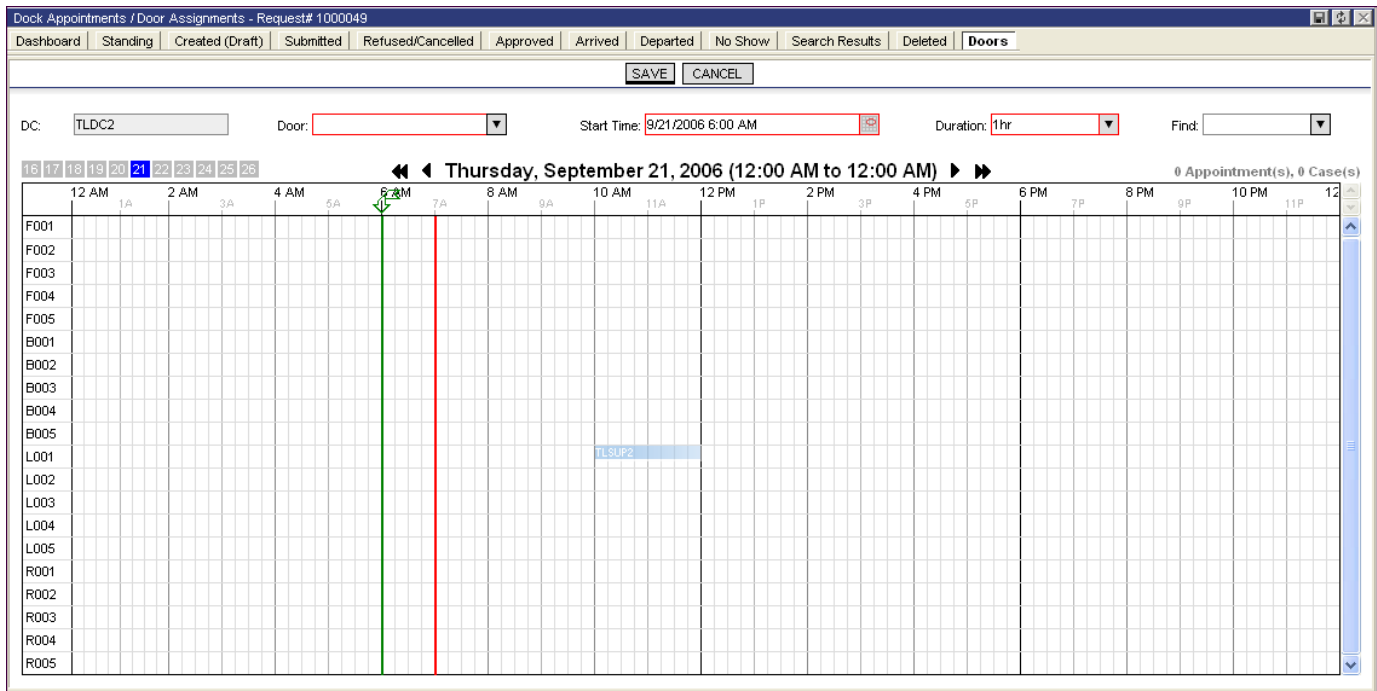 Dock Appointments / Door Assignments - Request# 1000049
Dashboard Standing Created (Draft) Submitted Refused/Cancelled Approved Arrived Departed No Show Search Results Deleted Doors
SAVE CANCEL
DC: TLDC2 Door: Start Time: 9/21/2006 6:00 AM Duration: 1hr Find:
16 17 18 19 20 21 22 23 24 25 26 Thursday, September 21, 2006 (12:00 AM to 12:00 AM) 0 Appointment(s), 0 Case(s)
12 AM 2 AM 4 AM 6 AM 8 AM 10 AM 12 PM 2 PM 4 PM 6 PM 8 PM 10 PM 12
1A 3A 5A 7A 9A 11A 1P 3P 5P 7P 9P 11P
F001
F002
F003
F004
F005
B001
B002
B003
B004
B005
L001 TLSUP2
L002
L003
L004
L005
R001
R002
R003
R004
R005